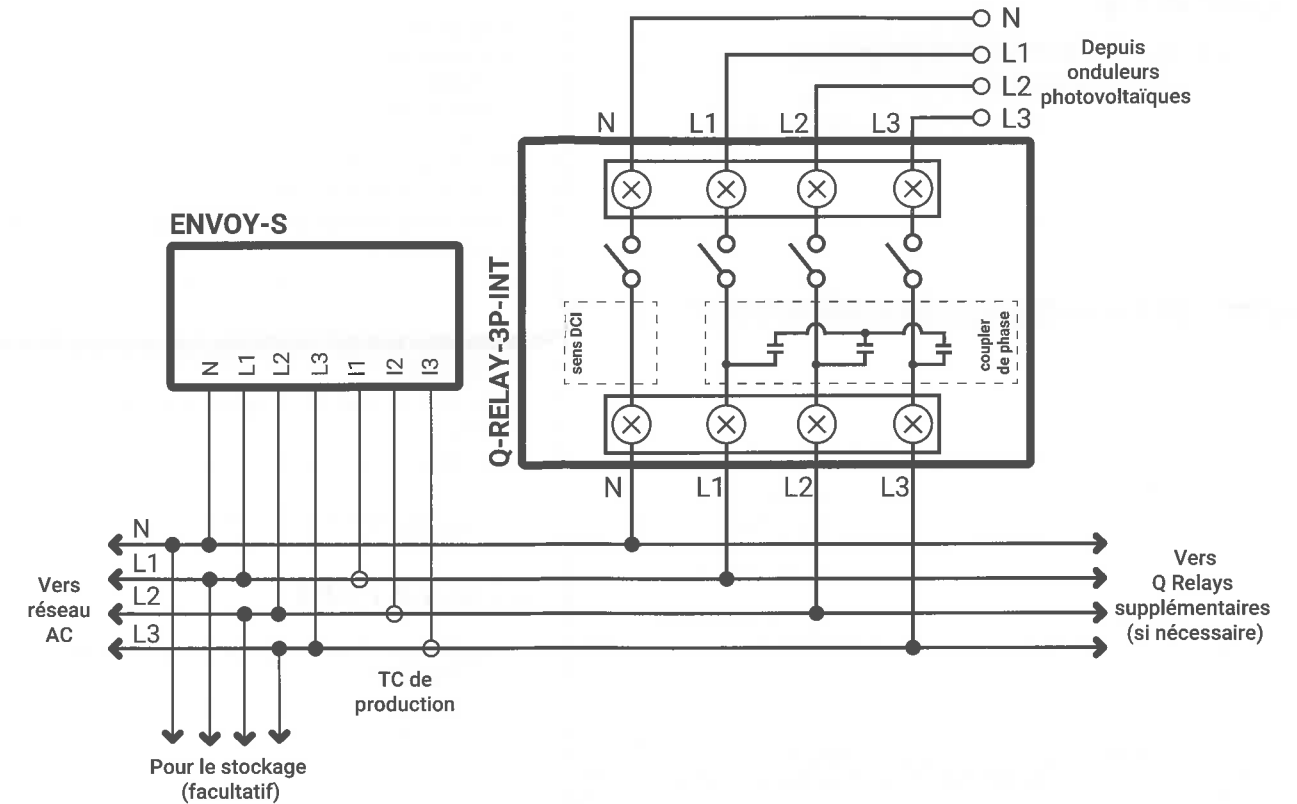 N
L1
L2
L3
Depuis
onduleurs
photovoltaïques
N
L1
L2
L3
ENVOY-S
N
L1
L2
L3
I1
I2
I3
Q-RELAY-3P-INT
sens DCI
coupler
de phase
N
L1
L2
L3
N
L1
L2
L3
Vers
réseau
AC
Vers
Q Relays
supplémentaires
(si nécessaire)
TC de
production
Pour le stockage
(facultatif)